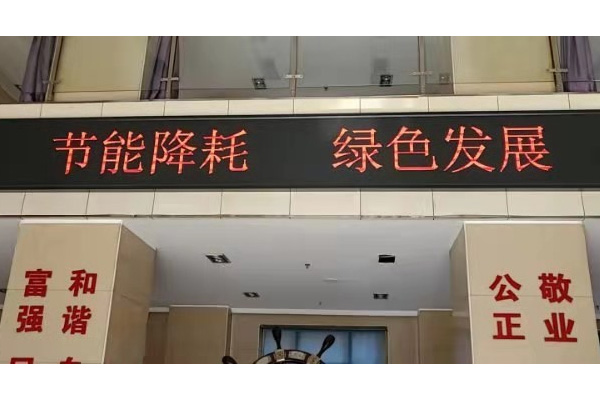 节能降耗 绿色发展
富强
和谐
公正
敬业